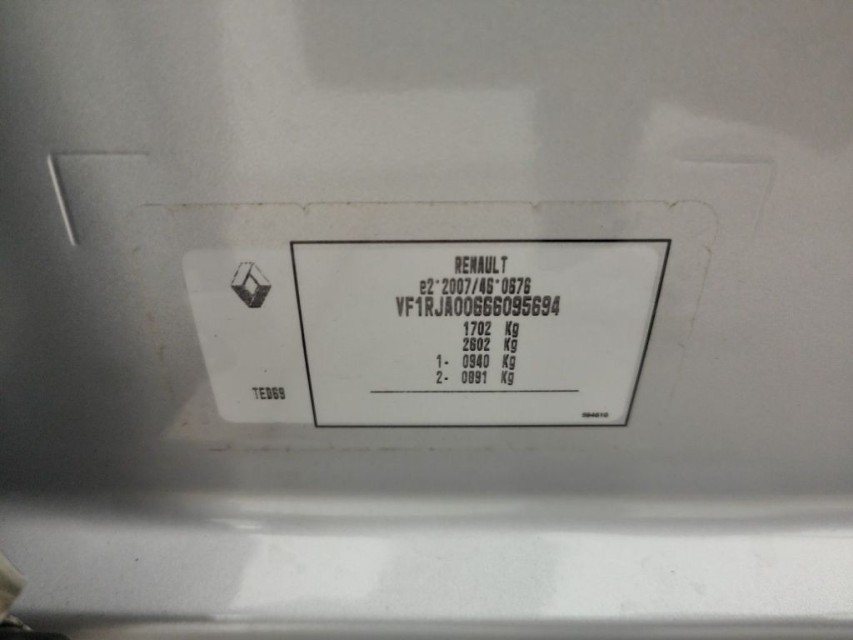 RENAULT
e2*2007/46*0676
VF1RJA00666095694
1702 Kg
2602 Kg
1- 0940 Kg
2- 0891 Kg
TED69